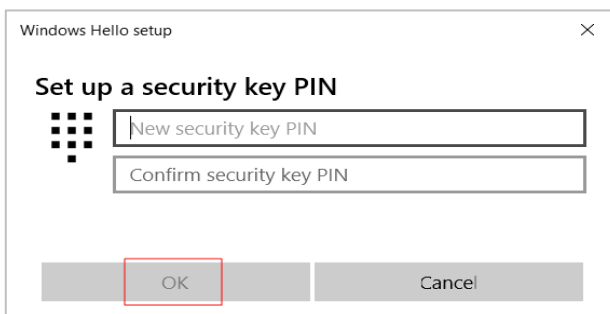 Windows Hello setup
Set up a security key PIN
New security key PIN
Confirm security key PIN
OK
Cancel